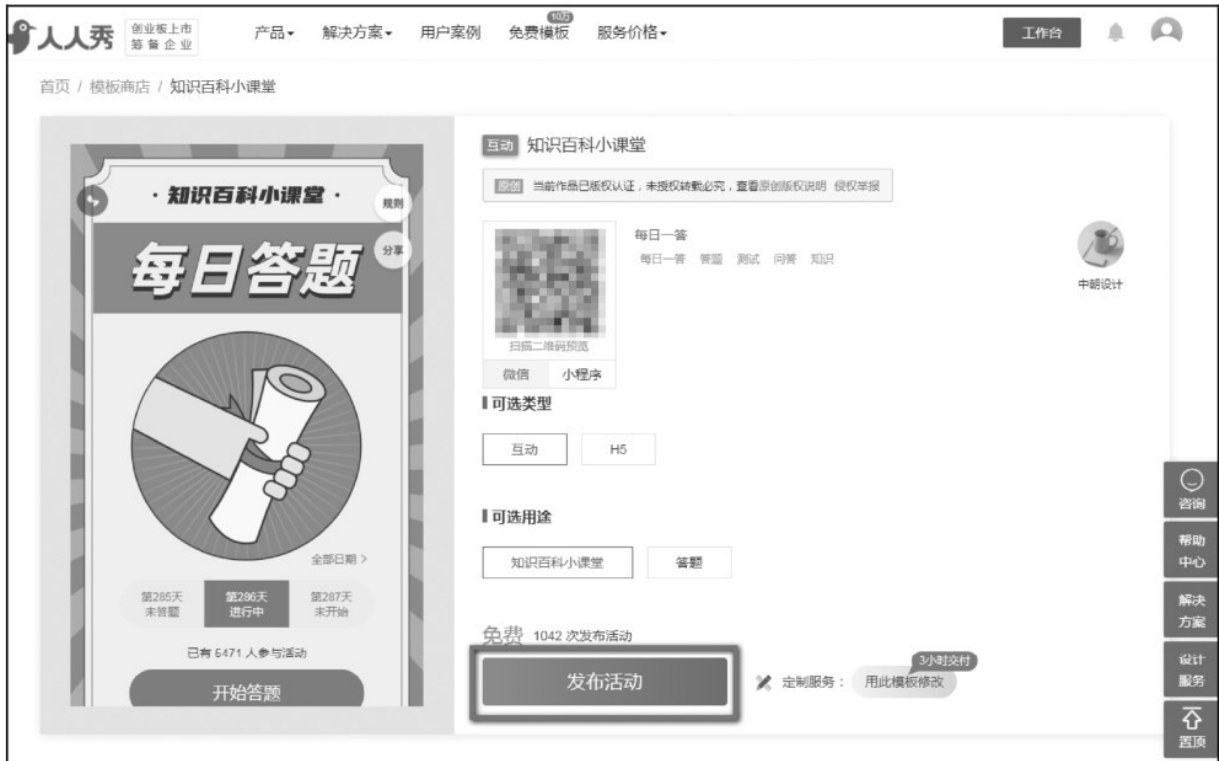 人人秀
创业板上市
筹备企业
产品 解决方案 用户案例 免费模板 10万 服务价格
工作台
首页 / 模板商店 / 知识百科小课堂
· 知识百科小课堂 ·
规则
每日答题
分享
全部日期 >
第285天 第286天 第287天
未答题 进行中 未开始
已有 6471 人参与活动
开始答题
互动 知识百科小课堂
原创 当前作品已版权认证，未授权转载必究，查看原创版权说明 侵权举报
每日一答
每日一答 答题 测试 问答 知识
扫描二维码预览
微信 小程序
中朝设计
可选类型
互动 H5
可选用途
知识百科小课堂 答题
免费 1042 次发布活动
发布活动
定制服务： 用此模板修改
3小时交付
咨询
帮助
中心
解决
方案
设计
服务
置顶